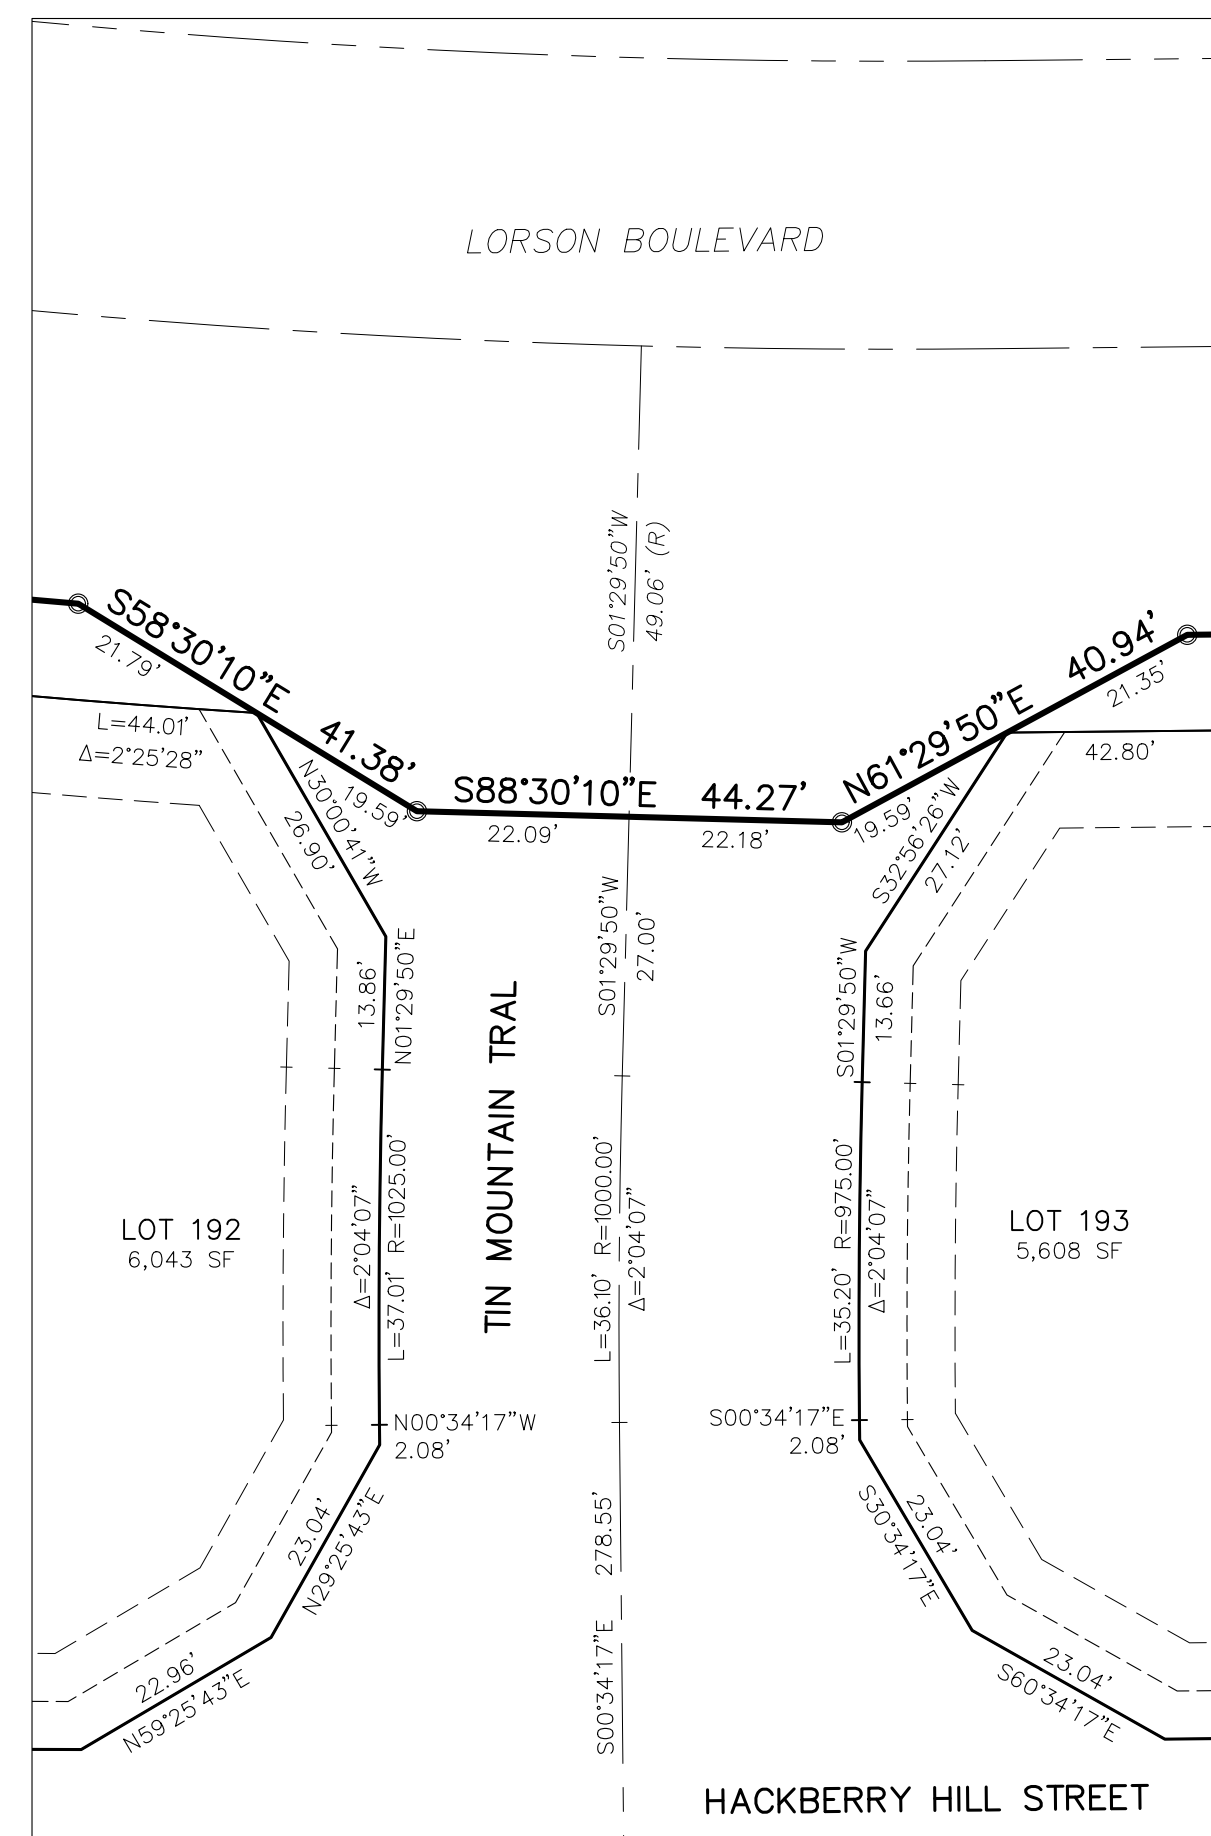 LORSON BOULEVARD
S01°29'50"W
49.06' (R)
S58°30'10"E 41.38'
21.79'
19.59'
N61°29'50"E 40.94'
21.35'
19.59'
L=44.01'
Δ=2°25'28"
42.80'
S88°30'10"E 44.27'
22.09'
22.18'
N30°00'41"W
26.90'
S32°56'26"W
27.12'
S01°29'50"W
27.00'
13.86'
N01°29'50"E
S01°29'50"W
13.66'
TIN MOUNTAIN TRAL
Δ=2°04'07"
L=37.01' R=1025.00'
L=36.10' R=1000.00'
Δ=2°04'07"
L=35.20' R=975.00'
Δ=2°04'07"
LOT 192
6,043 SF
LOT 193
5,608 SF
N00°34'17"W
2.08'
S00°34'17"E
2.08'
23.04'
N29°25'43"E
S00°34'17"E 278.55'
23.04'
S30°34'17"E
22.96'
N59°25'43"E
23.04'
S60°34'17"E
HACKBERRY HILL STREET